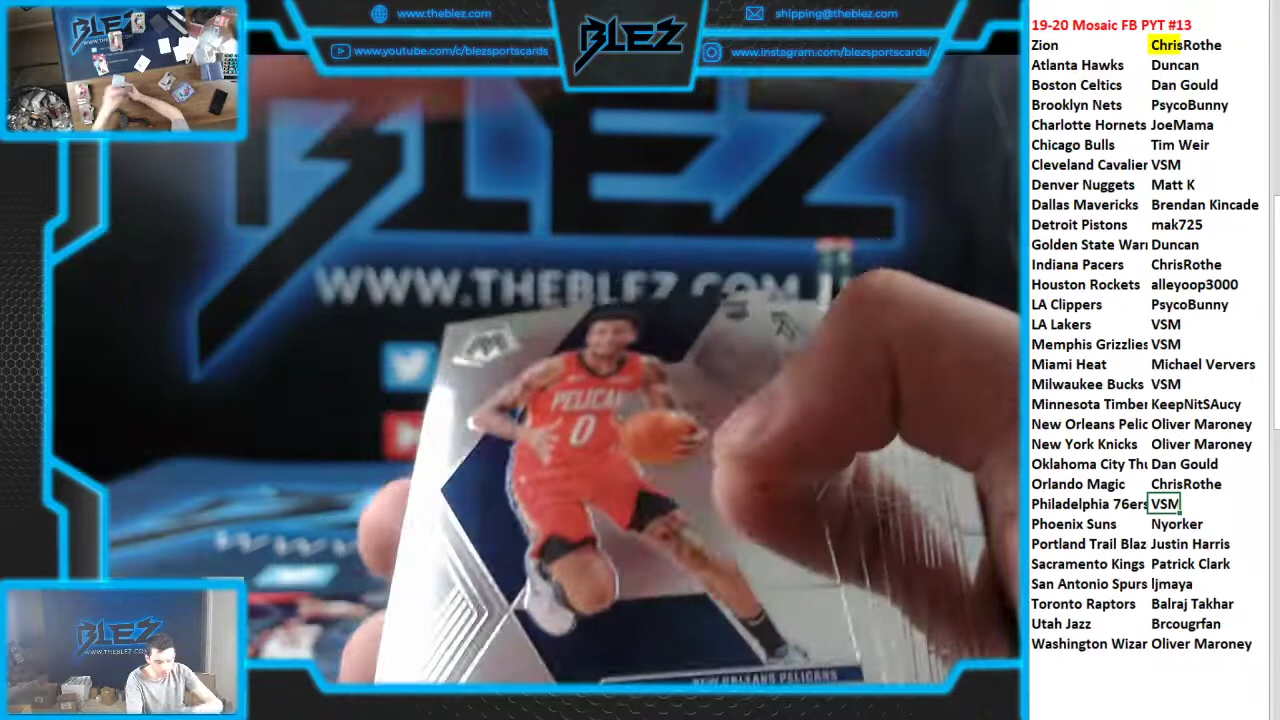 www.theblez.com
shipping@theblez.com
www.youtube.com/c/blezsportscards
www.instagram.com/blezsportscards/
BLEZ
BLEZ
WWW.THEBLEZ.COM
PELICAN
0
NEW ORLEANS PELICANS
BLEZ
WWW.THEBLEZ.COM
19-20 Mosaic FB PYT #13
Zion ChrisRothe
Atlanta Hawks Duncan
Boston Celtics Dan Gould
Brooklyn Nets PsycoBunny
Charlotte Hornets JoeMama
Chicago Bulls Tim Weir
Cleveland Cavalier VSM
Denver Nuggets Matt K
Dallas Mavericks Brendan Kincade
Detroit Pistons mak725
Golden State Warr Duncan
Indiana Pacers ChrisRothe
Houston Rockets alleyoop3000
LA Clippers PsycoBunny
LA Lakers VSM
Memphis Grizzlies VSM
Miami Heat Michael Ververs
Milwaukee Bucks VSM
Minnesota Timber KeepNitSAucy
New Orleans Pelic Oliver Maroney
New York Knicks Oliver Maroney
Oklahoma City Thu Dan Gould
Orlando Magic ChrisRothe
Philadelphia 76ers VSM
Phoenix Suns Nyorker
Portland Trail Blaz Justin Harris
Sacramento Kings Patrick Clark
San Antonio Spurs ljmaya
Toronto Raptors Balraj Takhar
Utah Jazz Brcougrfan
Washington Wizar Oliver Maroney